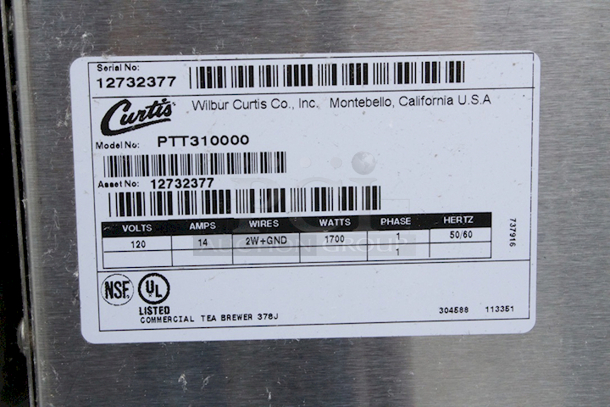 Serial No:
12732377
Curtis Wilbur Curtis Co., Inc. Montebello, California U.S.A
Model No: PTT310000
Asset No: 12732377
VOLTS AMPS WIRES WATTS PHASE HERTZ
120 14 2W+GND 1700 1 50/60
1
737916
NSF UL
LISTED
COMMERCIAL TEA BREWER 378J
304588 113351
AUCTION GROUP